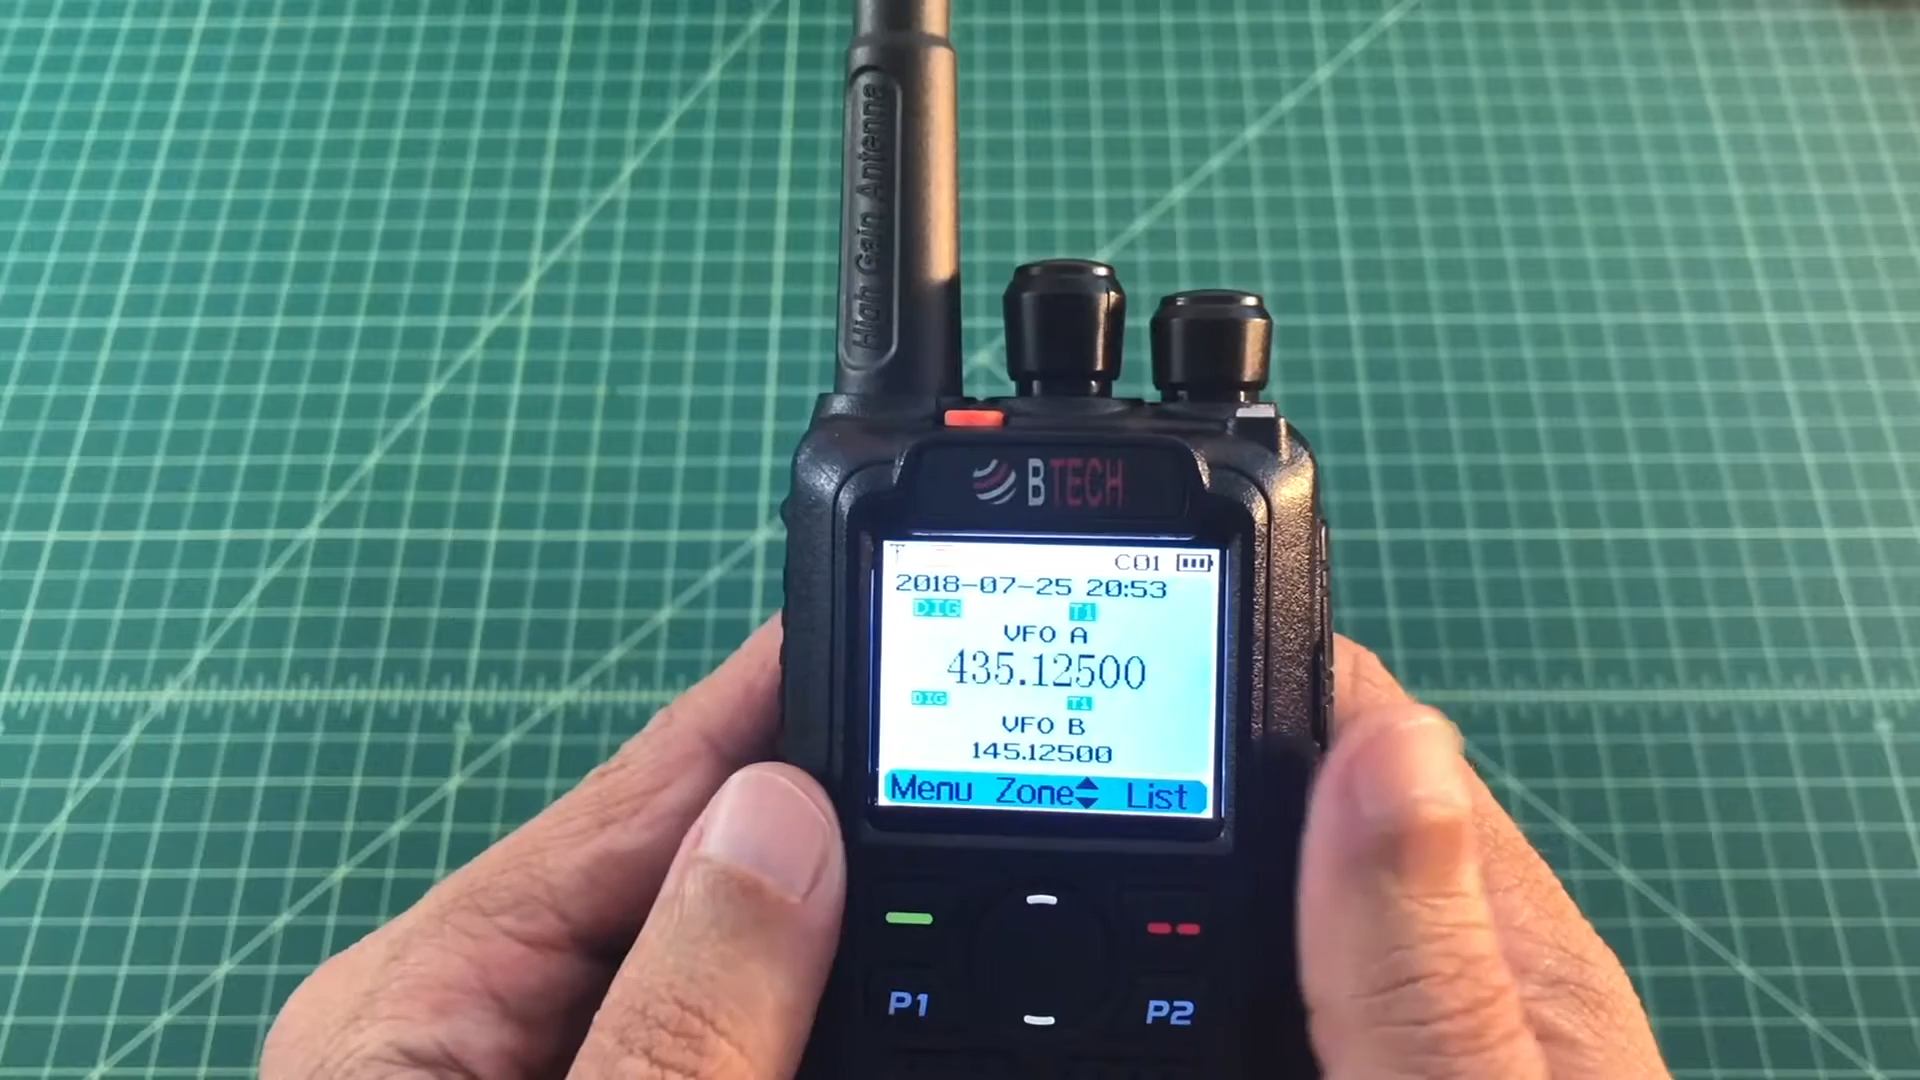 High Gain Antenna
BTECH
C01
2018-07-25 20:53
DIG T1
VFO A
435.12500
DIG T1
VFO B
145.12500
Menu Zone List
P1 P2